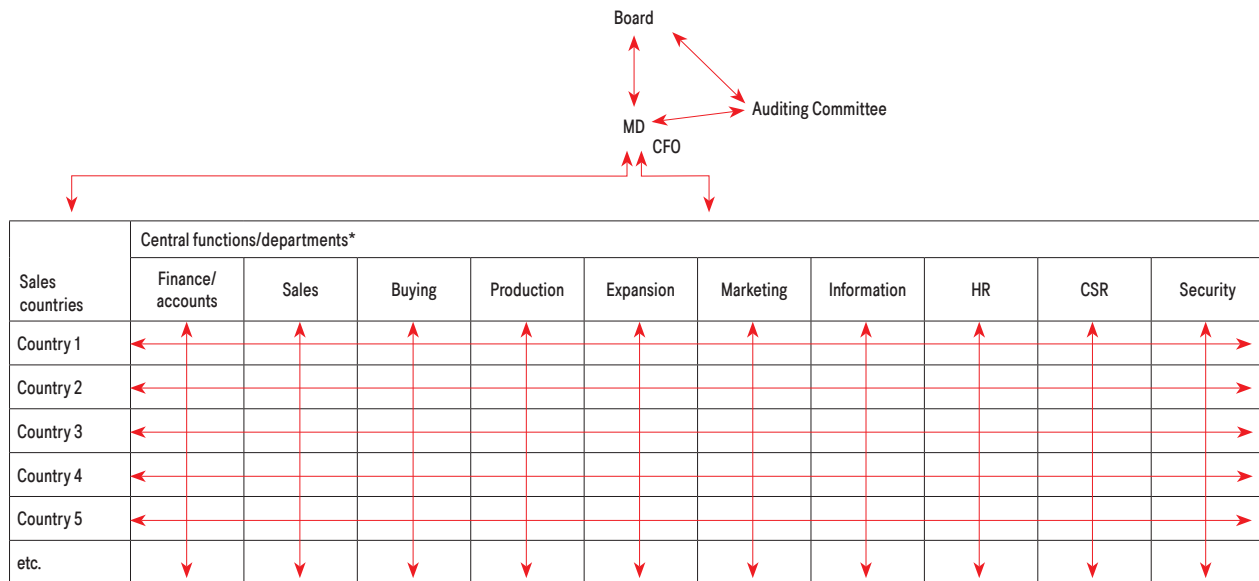 Board
Auditing Committee
MD
CFO
Central functions/departments*
Sales
countries
Finance/
accounts
Sales
Buying
Production
Expansion
Marketing
Information
HR
CSR
Security
Country 1
Country 2
Country 3
Country 4
Country 5
etc.